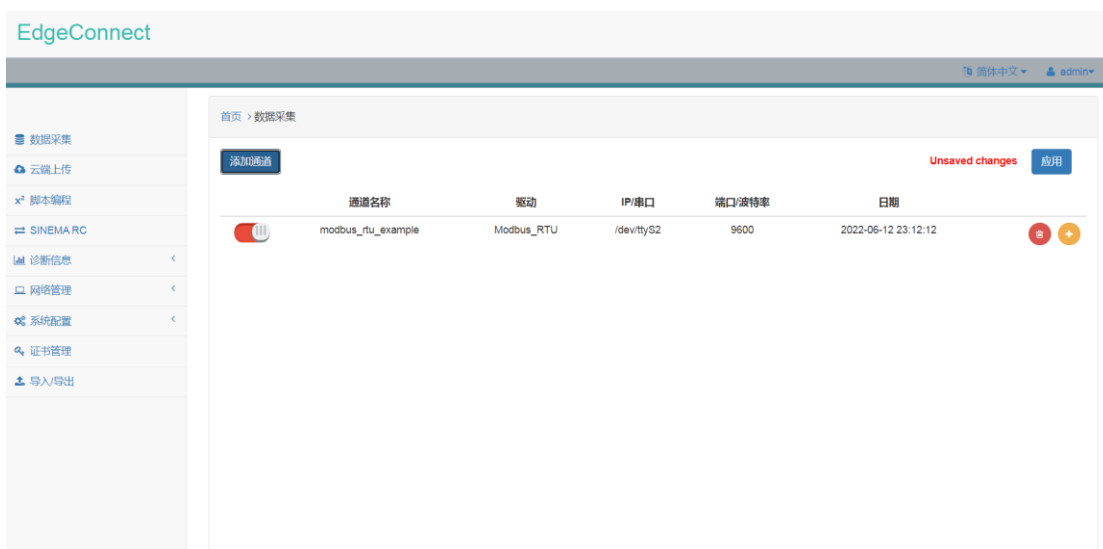 EdgeConnect
简体中文 admin
首页 >数据采集
数据采集
云端上传
x² 脚本编程
SINEMA RC
诊断信息
网络管理
系统配置
证书管理
导入/导出
添加通道
Unsaved changes 应用
通道名称 驱动 IP/串口 端口/波特率 日期
modbus_rtu_example Modbus_RTU /dev/ttyS2 9600 2022-06-12 23:12:12